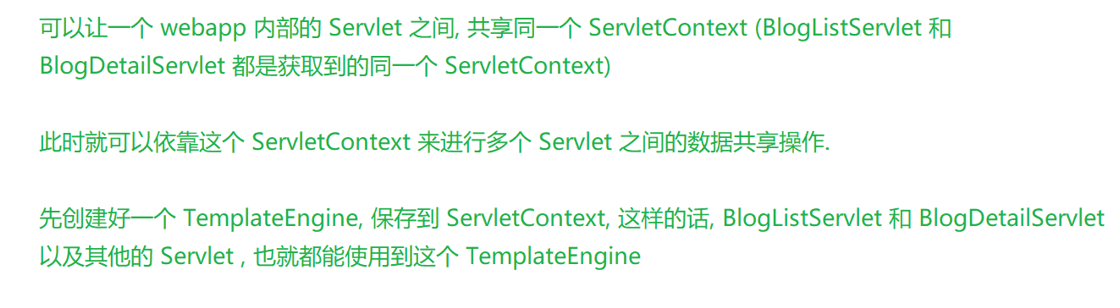 可以让一个 webapp 内部的 Servlet 之间, 共享同一个 ServletContext (BlogListServlet 和
BlogDetailServlet 都是获取到的同一个 ServletContext)
此时就可以依靠这个 ServletContext 来进行多个 Servlet 之间的数据共享操作.
先创建好一个 TemplateEngine, 保存到 ServletContext, 这样的话, BlogListServlet 和 BlogDetailServlet
以及其他的 Servlet , 也就都能使用到这个 TemplateEngine